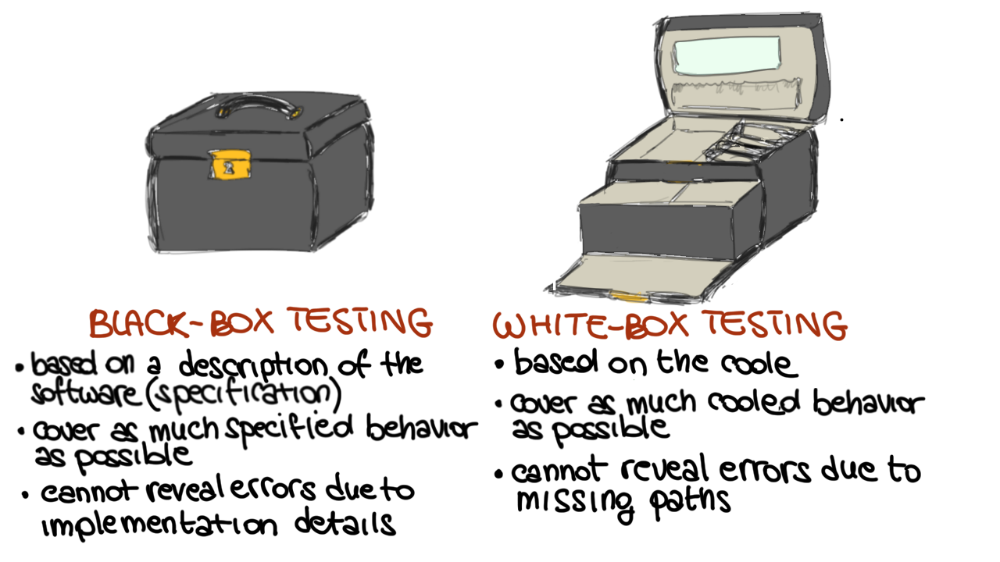 BLACK-BOX TESTING
• based on a description of the
software (specification)
• cover as much specified behavior
as possible
• cannot reveal errors due to
implementation details
WHITE-BOX TESTING
• based on the code
• cover as much coded behavior
as possible
• cannot reveal errors due to
missing paths